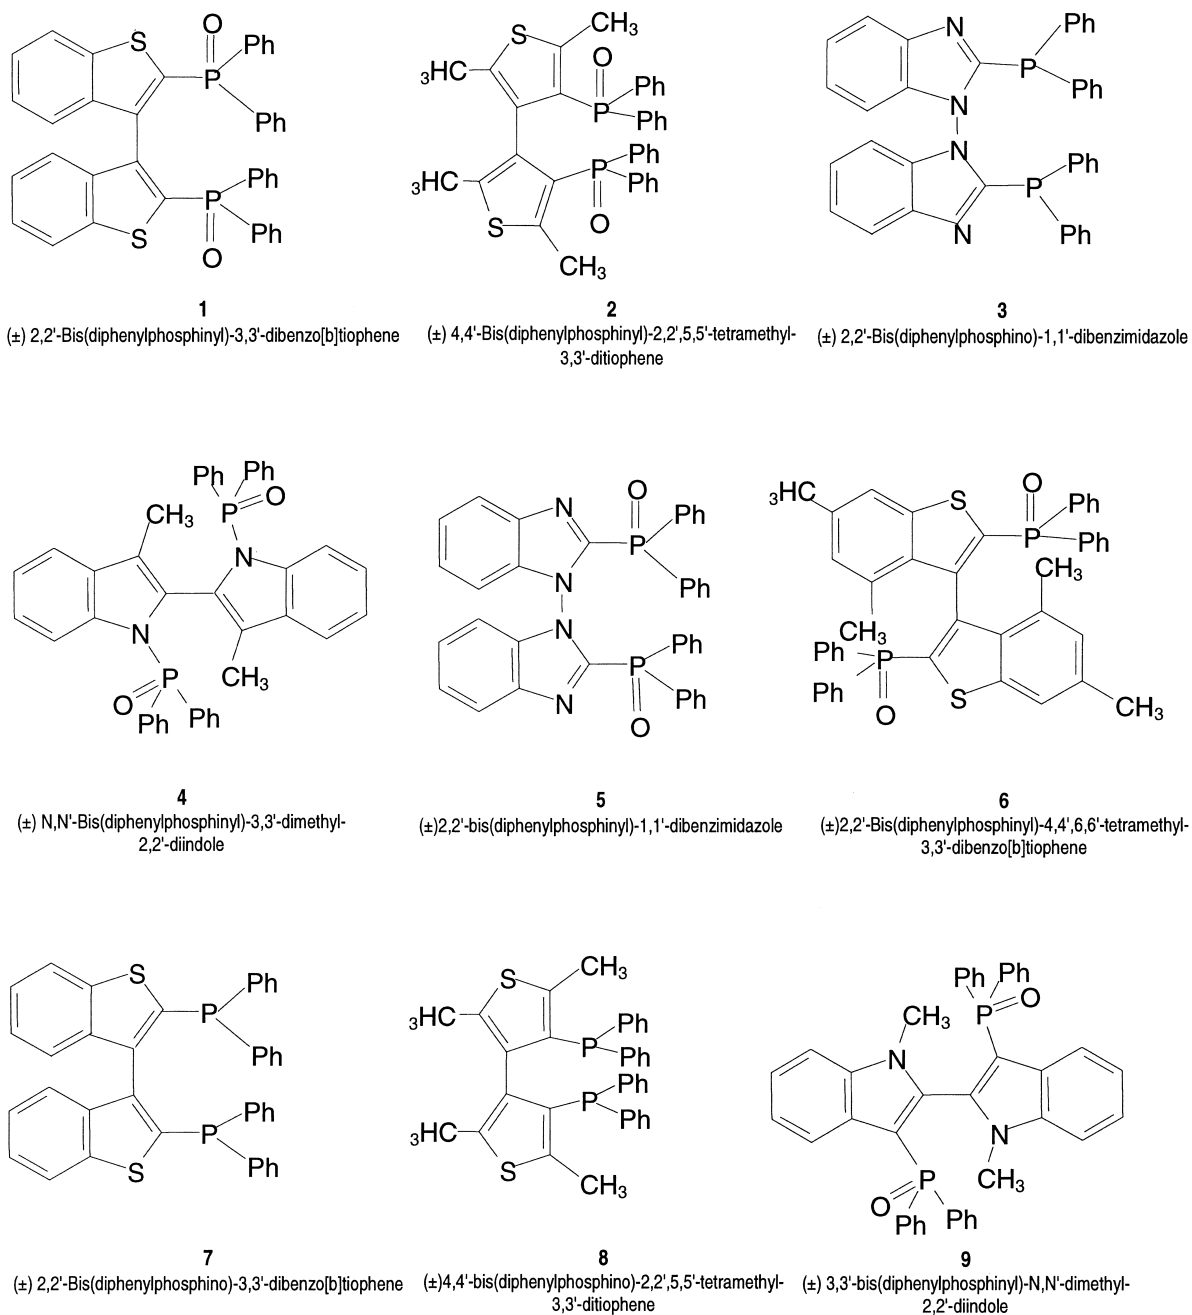 S
O
P
Ph
Ph
P
Ph
Ph
S
O
1
(±) 2,2'-Bis(diphenylphosphinyl)-3,3'-dibenzo[b]tiophene
S
CH3
O
3HC
Ph
P
Ph
Ph
3HC
P
Ph
S
O
CH3
2
(±) 4,4'-Bis(diphenylphosphinyl)-2,2',5,5'-tetramethyl-
3,3'-ditiophene
N
Ph
P
Ph
N
N
Ph
P
Ph
N
3
(±) 2,2'-Bis(diphenylphosphino)-1,1'-dibenzimidazole
Ph
Ph
O
P
CH3
N
N
P
CH3
O
Ph
Ph
4
(±) N,N'-Bis(diphenylphosphinyl)-3,3'-dimethyl-
2,2'-diindole
O
N
Ph
P
Ph
N
N
Ph
P
Ph
N
O
5
(±)2,2'-bis(diphenylphosphinyl)-1,1'-dibenzimidazole
3HC
O
S
Ph
P
Ph
CH3
CH3
Ph
P
Ph
S
O
CH3
6
(±)2,2'-Bis(diphenylphosphinyl)-4,4',6,6'-tetramethyl-
3,3'-dibenzo[b]tiophene
S
Ph
P
Ph
Ph
P
Ph
S
7
(±) 2,2'-Bis(diphenylphosphino)-3,3'-dibenzo[b]tiophene
CH3
S
3HC
Ph
P
Ph
Ph
P
Ph
3HC
S
CH3
8
(±)4,4'-bis(diphenylphosphino)-2,2',5,5'-tetramethyl-
3,3'-ditiophene
Ph
Ph
O
P
CH3
N
N
P
CH3
O
Ph
Ph
9
(±) 3,3'-bis(diphenylphosphinyl)-N,N'-dimethyl-
2,2'-diindole